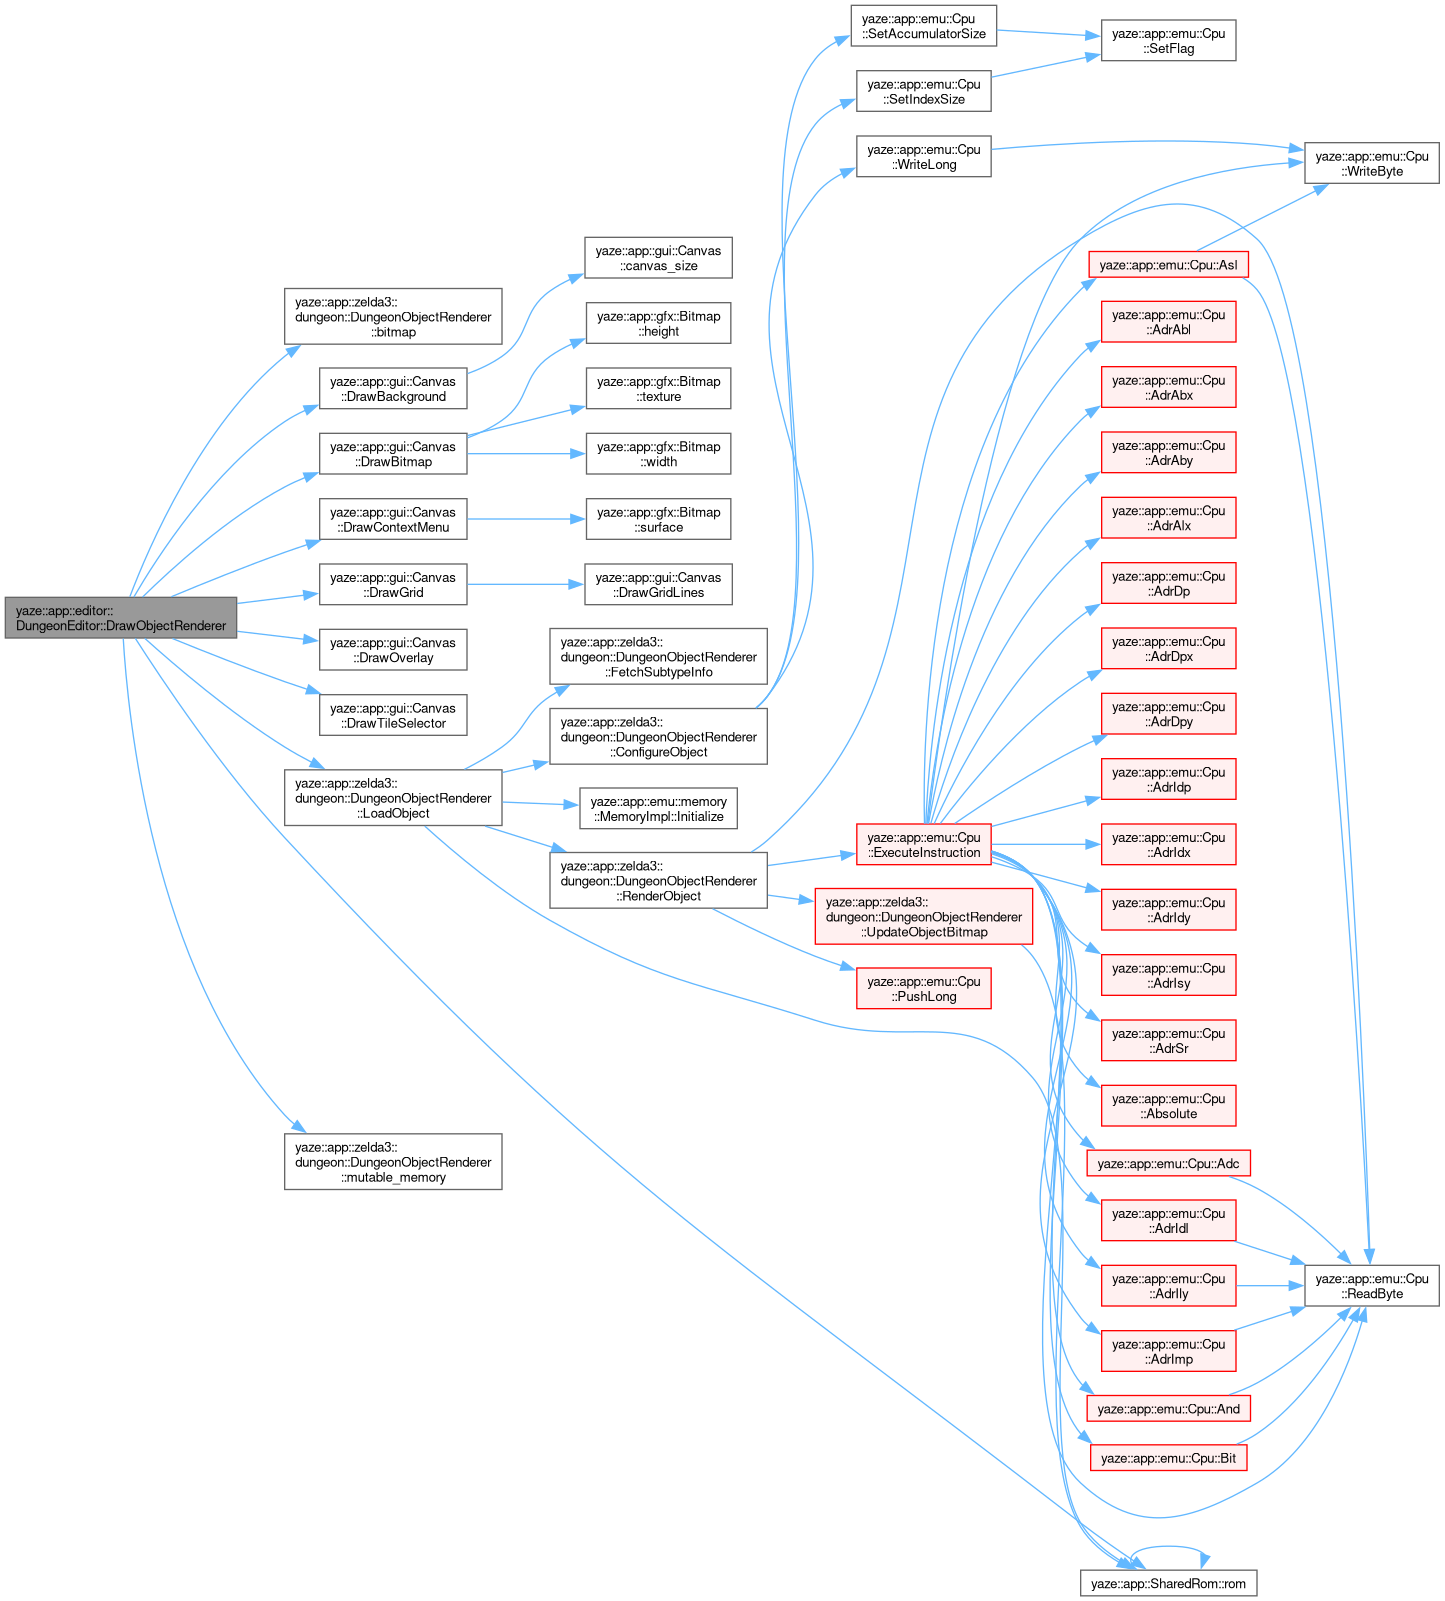 yaze::app::editor::
DungeonEditor::DrawObjectRenderer
yaze::app::zelda3::
dungeon::DungeonObjectRenderer
::bitmap
yaze::app::gui::Canvas
::DrawBackground
yaze::app::gui::Canvas
::DrawBitmap
yaze::app::gui::Canvas
::DrawContextMenu
yaze::app::gui::Canvas
::DrawGrid
yaze::app::gui::Canvas
::DrawOverlay
yaze::app::gui::Canvas
::DrawTileSelector
yaze::app::zelda3::
dungeon::DungeonObjectRenderer
::LoadObject
yaze::app::zelda3::
dungeon::DungeonObjectRenderer
::mutable_memory
yaze::app::gui::Canvas
::canvas_size
yaze::app::gfx::Bitmap
::height
yaze::app::gfx::Bitmap
::texture
yaze::app::gfx::Bitmap
::width
yaze::app::gfx::Bitmap
::surface
yaze::app::gui::Canvas
::DrawGridLines
yaze::app::zelda3::
dungeon::DungeonObjectRenderer
::FetchSubtypeInfo
yaze::app::zelda3::
dungeon::DungeonObjectRenderer
::ConfigureObject
yaze::app::emu::memory
::MemoryImpl::Initialize
yaze::app::zelda3::
dungeon::DungeonObjectRenderer
::RenderObject
yaze::app::emu::Cpu
::SetAccumulatorSize
yaze::app::emu::Cpu
::SetIndexSize
yaze::app::emu::Cpu
::WriteLong
yaze::app::emu::Cpu
::ExecuteInstruction
yaze::app::zelda3::
dungeon::DungeonObjectRenderer
::UpdateObjectBitmap
yaze::app::emu::Cpu
::PushLong
yaze::app::emu::Cpu
::SetFlag
yaze::app::emu::Cpu::Asl
yaze::app::emu::Cpu
::AdrAbl
yaze::app::emu::Cpu
::AdrAbx
yaze::app::emu::Cpu
::AdrAby
yaze::app::emu::Cpu
::AdrAlx
yaze::app::emu::Cpu
::AdrDp
yaze::app::emu::Cpu
::AdrDpx
yaze::app::emu::Cpu
::AdrDpy
yaze::app::emu::Cpu
::AdrIdp
yaze::app::emu::Cpu
::AdrIdx
yaze::app::emu::Cpu
::AdrIdy
yaze::app::emu::Cpu
::AdrIsy
yaze::app::emu::Cpu
::AdrSr
yaze::app::emu::Cpu
::Absolute
yaze::app::emu::Cpu::Adc
yaze::app::emu::Cpu
::AdrIdl
yaze::app::emu::Cpu
::AdrIly
yaze::app::emu::Cpu
::AdrImp
yaze::app::emu::Cpu::And
yaze::app::emu::Cpu::Bit
yaze::app::SharedRom::rom
yaze::app::emu::Cpu
::WriteByte
yaze::app::emu::Cpu
::ReadByte